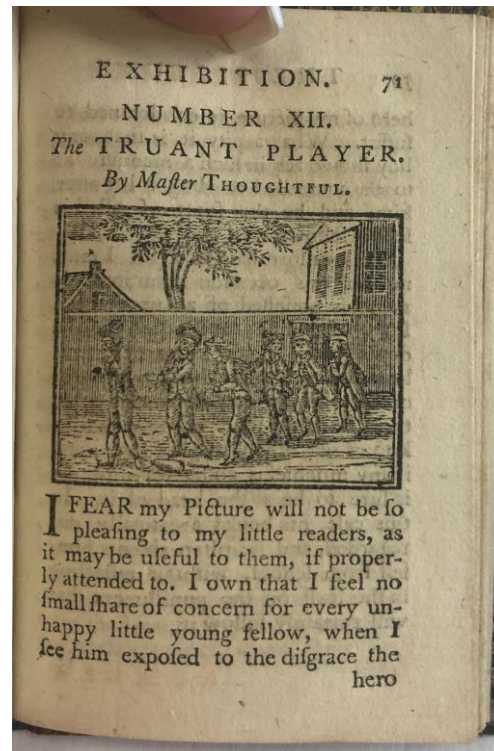 EXHIBITION. 71
NUMBER XII.
The TRUANT PLAYER.
By Maſter THOUGHTFUL.
I FEAR my Picture will not be ſo
pleaſing to my little readers, as
it may be uſeful to them, if proper-
ly attended to. I own that I feel no
ſmall ſhare of concern for every un-
happy little young fellow, when I
ſee him expoſed to the diſgrace the
hero